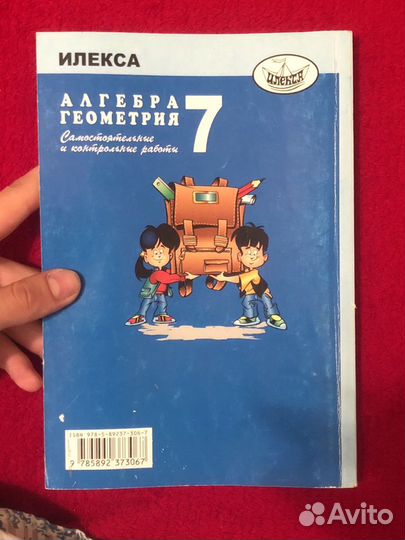 ИЛЕКСА
ИЛЕКСА
АЛГЕБРА
ГЕОМЕТРИЯ
7
Самостоятельные
и контрольные работы
ISBN 978-5-89237-306-7
9 785892 373067
Avito